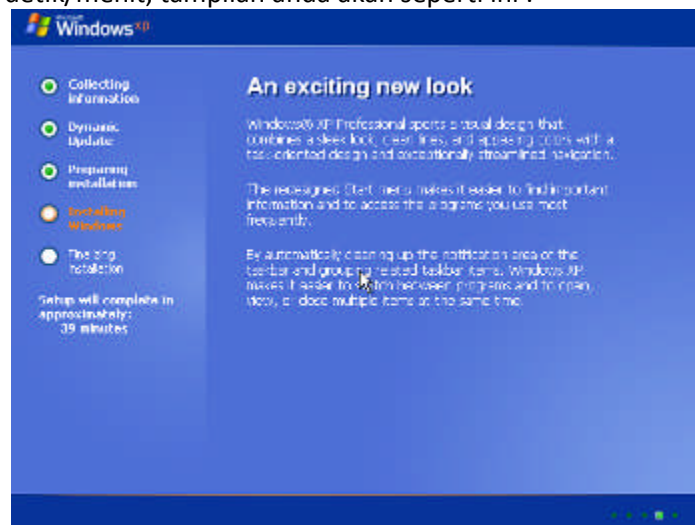 detik/menit, tampilan anda akan seperti ini :
Windows xp
Collecting
information
Dynamic
Update
Preparing
installation
Installing
Windows
Finalizing
installation
Setup will complete in
approximately:
39 minutes
An exciting new look
Windows® XP Professional sports a visual design that
combines a sleek look, clean lines, and appealing colors with a
task-oriented design and exceptionally streamlined navigation.
The redesigned Start menu makes it easier to find important
information and to access the programs you use most
frequently.
By automatically cleaning up the notification area of the
taskbar and grouping related taskbar items, Windows XP
makes it easier to switch between programs and to open,
view, or close multiple items at the same time.